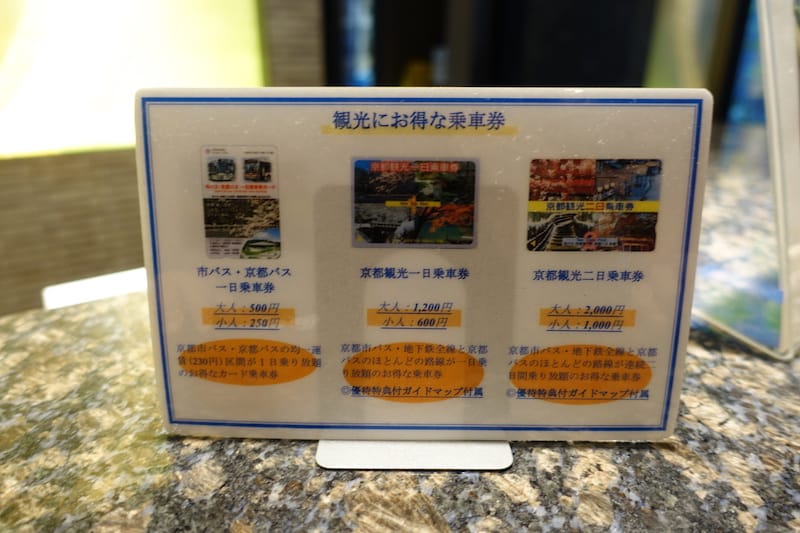 観光にお得な乗車券
市バス・京都バス
一日乗車券
大人：500円
小人：250円
京都市バス・京都バスの均一運
賃(230円)区間が1日乗り放題
のお得なカード乗車券
京都観光一日乗車券
京都観光一日乗車券
大人：1,200円
小人：600円
京都市バス・地下鉄全線と京都
バスのほとんどの路線が一日乗
り放題のお得な乗車券
◎優待特典付ガイドマップ付属
京都観光二日乗車券
京都観光二日乗車券
大人：2,000円
小人：1,000円
京都市バス・地下鉄全線と京都
バスのほとんどの路線が連続二
日間乗り放題のお得な乗車券
◎優待特典付ガイドマップ付属